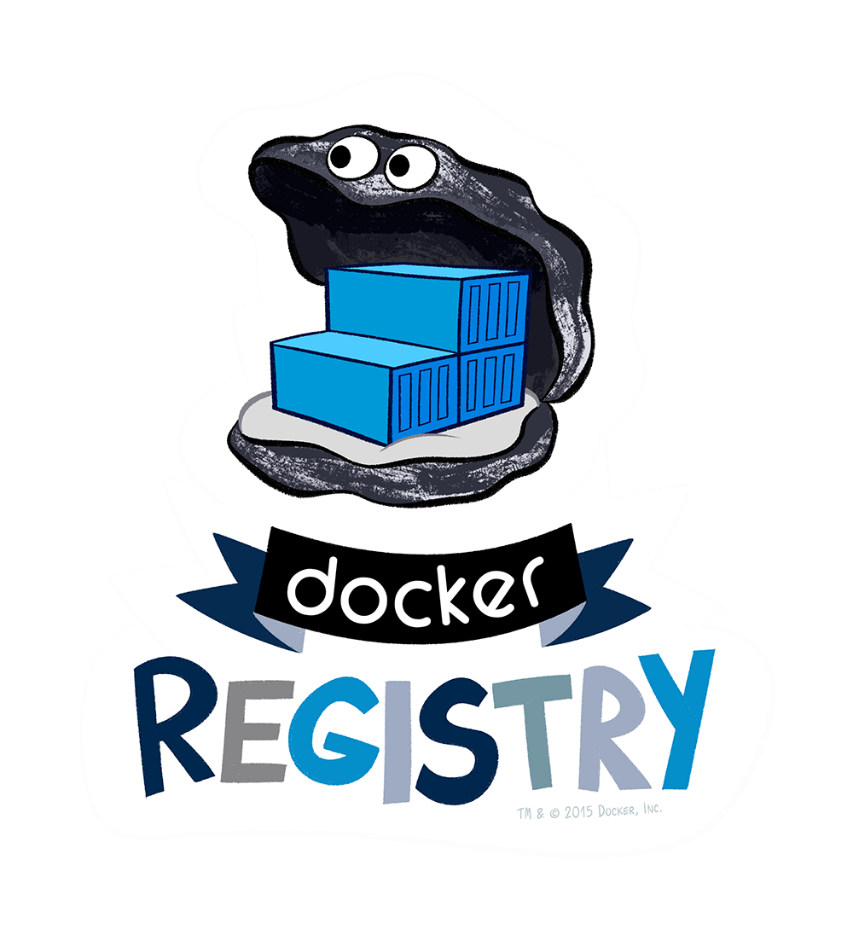 docker
REGISTRY
TM & © 2015 DOCKER, INC.